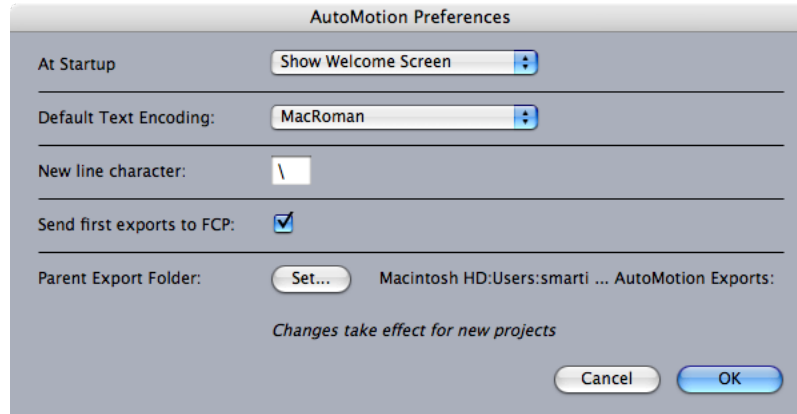 AutoMotion Preferences
At Startup Show Welcome Screen
Default Text Encoding: MacRoman
New line character: \
Send first exports to FCP:
Parent Export Folder: Set... Macintosh HD:Users:smarti ... AutoMotion Exports:
Changes take effect for new projects
Cancel OK